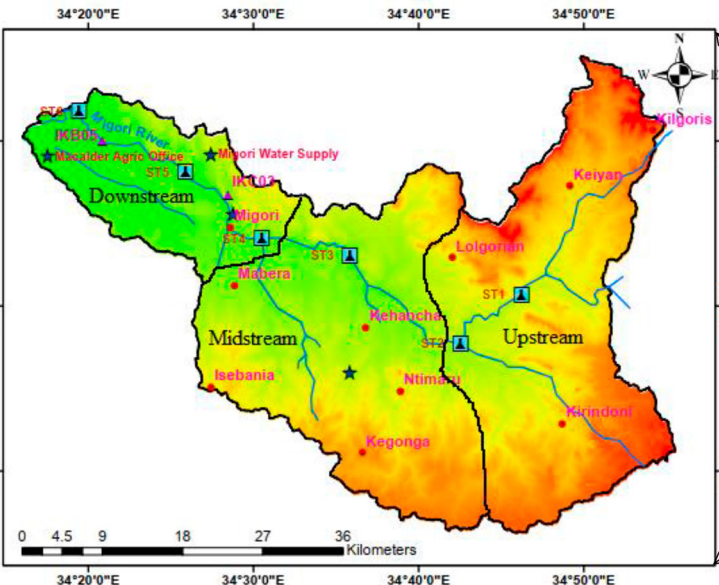 34°20'0"E 34°30'0"E 34°40'0"E 34°50'0"E
N
W E
S
Kilgoris
ST6
Migori River
IKB05
Macalder Agric Office
Migori Water Supply
ST5
Keiyan
IKC03
Downstream
Migori
ST4
Lolgorian
ST3
Mabera
ST1
Kehancha
Midstream
Upstream
ST2
Isebania
Ntimaru
Kirindoni
Kegonga
0 4.5 9 18 27 36
Kilometers
34°20'0"E 34°30'0"E 34°40'0"E 34°50'0"E